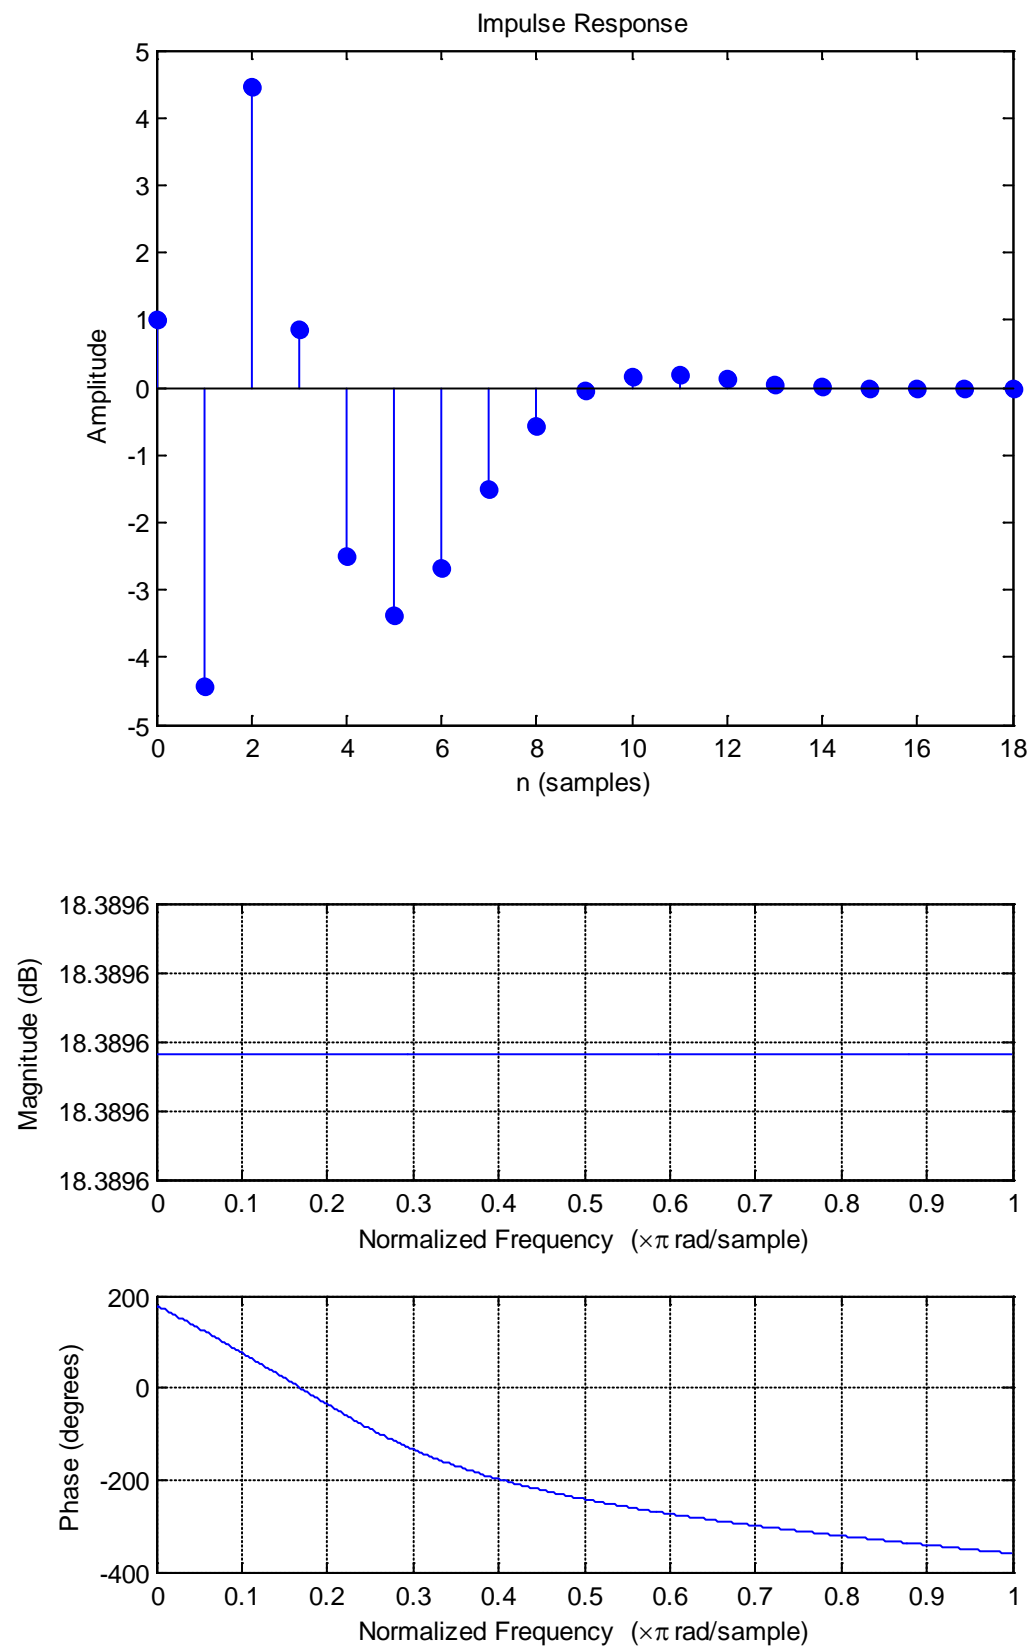 Impulse Response
5
4
3
2
1
0
-1
-2
-3
-4
-5
Amplitude
0 2 4 6 8 10 12 14 16 18
n (samples)
18.3896
18.3896
18.3896
18.3896
18.3896
Magnitude (dB)
0 0.1 0.2 0.3 0.4 0.5 0.6 0.7 0.8 0.9 1
Normalized Frequency (×π rad/sample)
200
0
-200
-400
Phase (degrees)
0 0.1 0.2 0.3 0.4 0.5 0.6 0.7 0.8 0.9 1
Normalized Frequency (×π rad/sample)